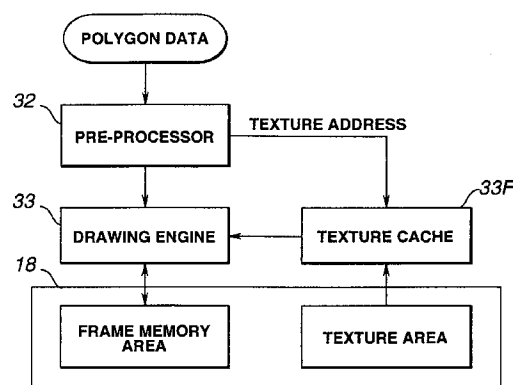 POLYGON DATA
32
PRE-PROCESSOR
TEXTURE ADDRESS
33
DRAWING ENGINE
33F
TEXTURE CACHE
18
FRAME MEMORY
AREA
TEXTURE AREA